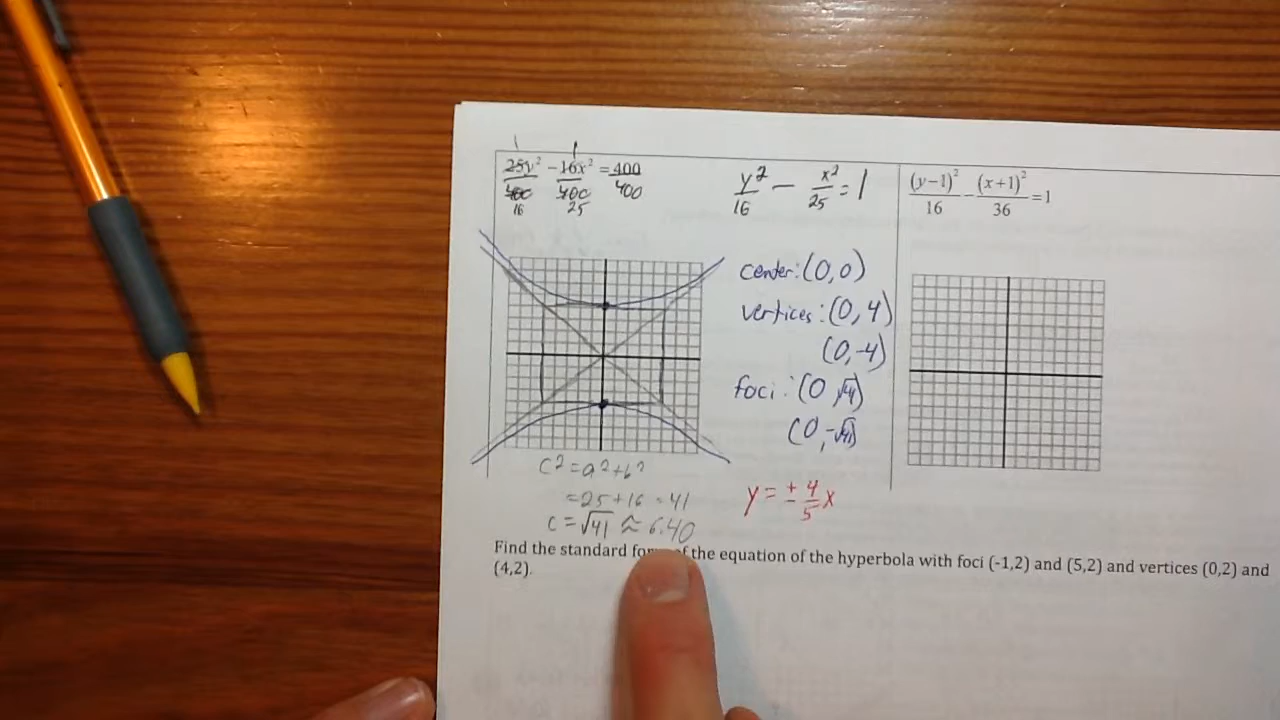 1 1
25y² − 16x² = 400
400 400 400
16 25
y²/16 − x²/25 = 1
center: (0,0)
vertices: (0, 4)
(0,-4)
foci: (0, √41)
(0, -√41)
y = ± 4/5 x
c² = a² + b²
= 25 + 16 = 41
c = √41 ≈ 6.40
(y−1)²/16 − (x+1)²/36 = 1
Find the standard form of the equation of the hyperbola with foci (-1,2) and (5,2) and vertices (0,2) and
(4,2).